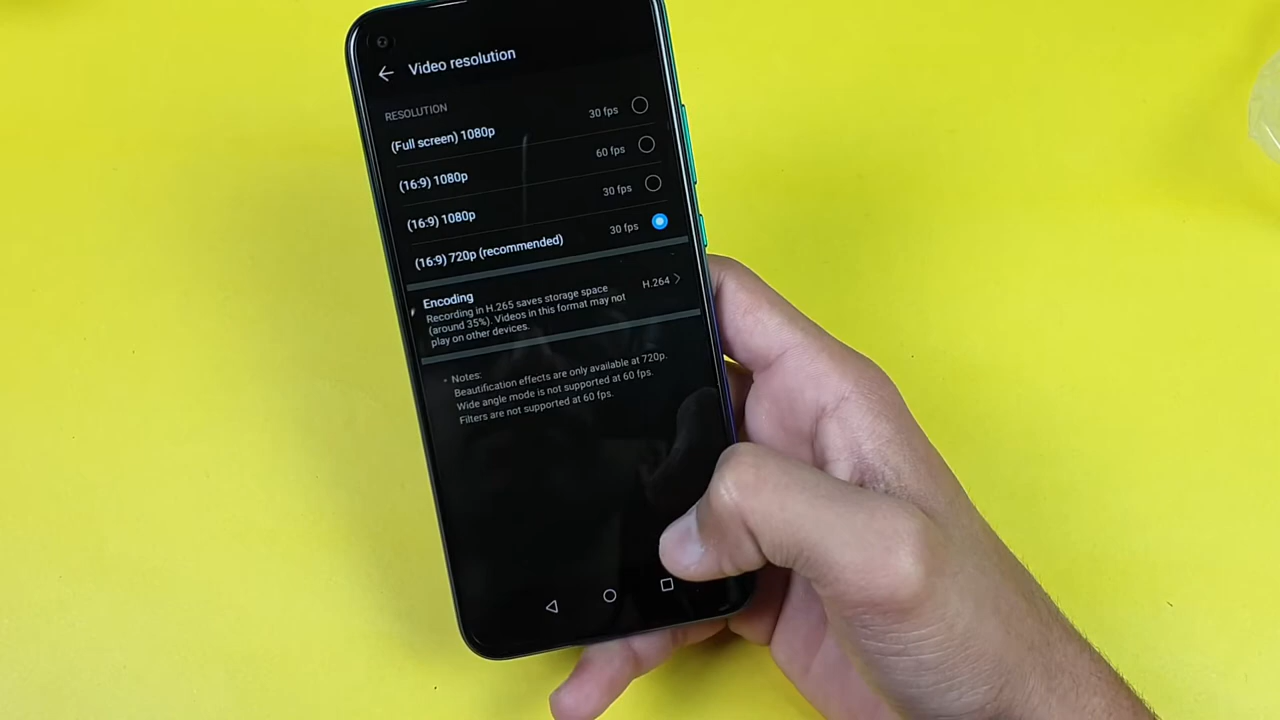 Video resolution
RESOLUTION
(Full screen) 1080p 30 fps
(16:9) 1080p 60 fps
(16:9) 1080p 30 fps
(16:9) 720p (recommended) 30 fps
Encoding
Recording in H.265 saves storage space
(around 35%). Videos in this format may not
play on other devices.
H.264
Notes:
Beautification effects are only available at 720p.
Wide angle mode is not supported at 60 fps.
Filters are not supported at 60 fps.